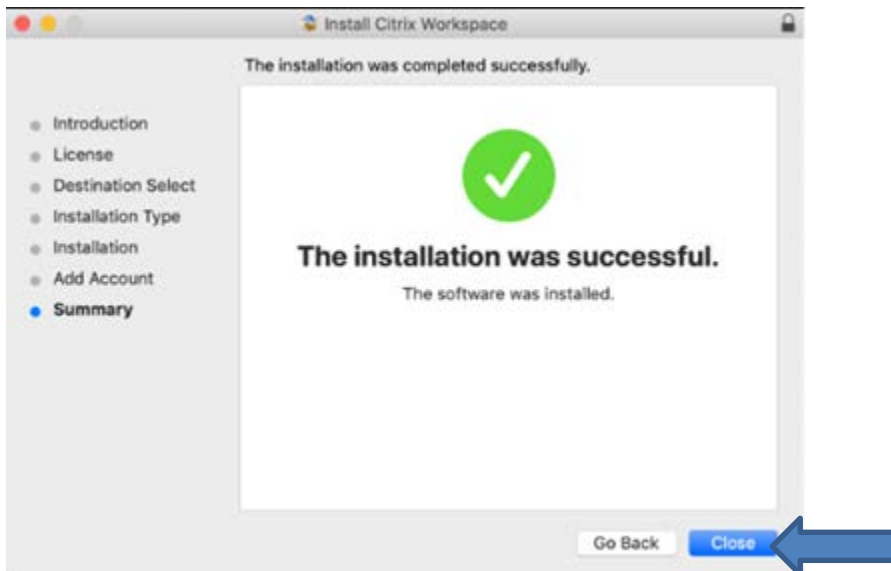 Install Citrix Workspace
The installation was completed successfully.
Introduction
License
Destination Select
Installation Type
Installation
Add Account
Summary
The installation was successful.
The software was installed.
Go Back
Close